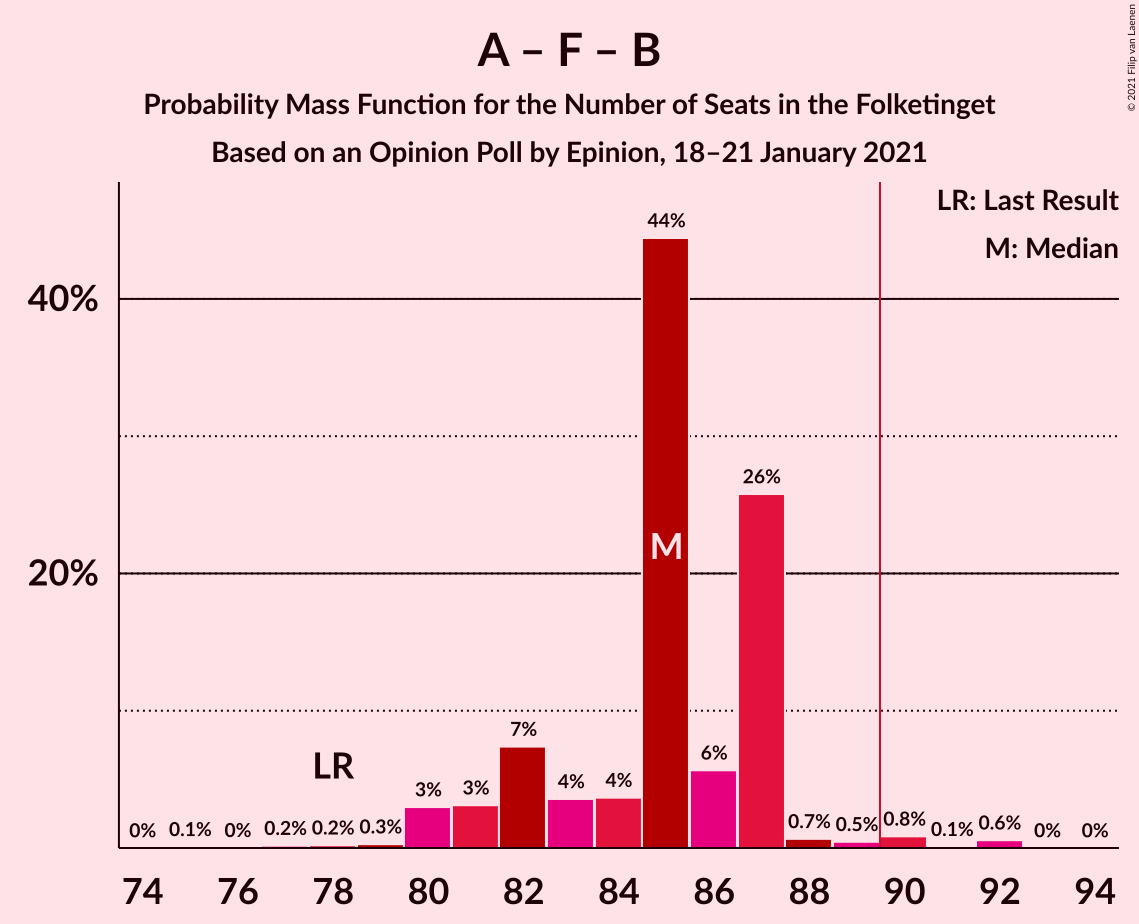 A – F – B
Probability Mass Function for the Number of Seats in the Folketinget
Based on an Opinion Poll by Epinion, 18–21 January 2021
© 2021 Filip van Laenen
LR: Last Result
M: Median
40%
20%
LR
M
0%
0.1%
0%
0.2%
0.2%
0.3%
3%
3%
7%
4%
4%
44%
6%
26%
0.7%
0.5%
0.8%
0.1%
0.6%
0%
0%
74 76 78 80 82 84 86 88 90 92 94